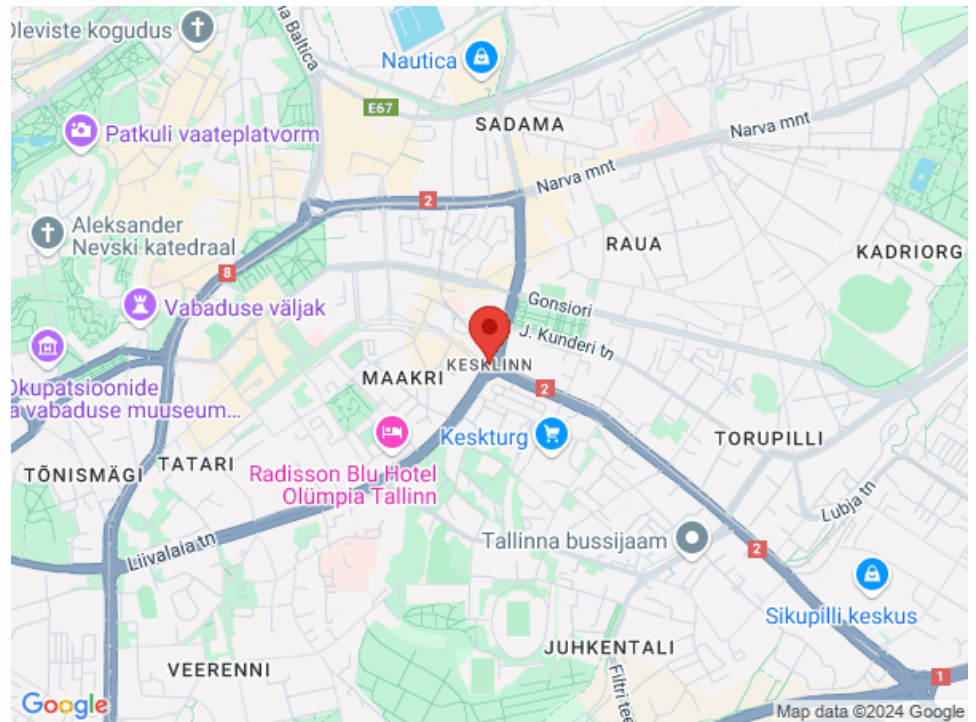 Oleviste kogudus
a Baltica
Nautica
E67
SADAMA
Narva mnt
Patkuli vaateplatvorm
Narva mnt
2
Aleksander
Nevski katedraal
RAUA
KADRIORG
8
Vabaduse väljak
Gonsiori
J. Kunderi tn
KESKLINN
Okupatsioonide
a vabaduse muuseum...
MAAKRI
2
Keskturg
TORUPILLI
TÕNISMÄGI
TATARI
Radisson Blu Hotel
Olümpia Tallinn
Lubja tn
Liivalaia tn
Tallinna bussijaam
2
Sikupilli keskus
JUHKENTALI
VEERENNI
Filtri tee
1
Google
Map data ©2024 Google